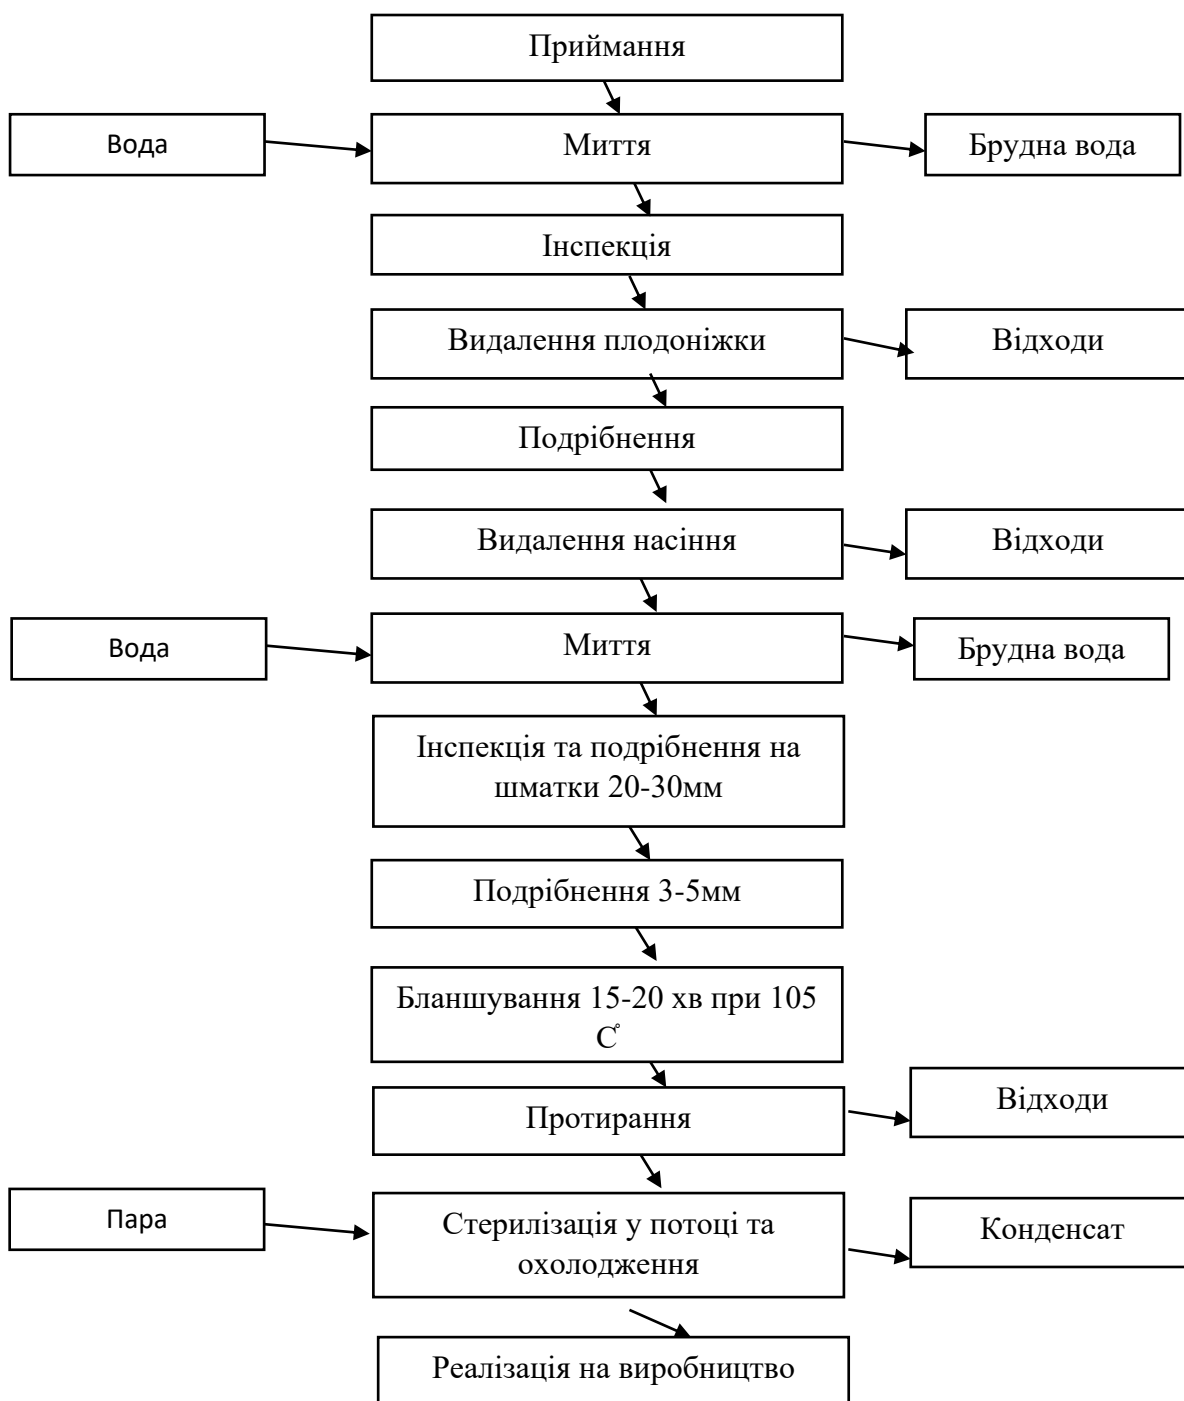 Приймання
Вода
Миття
Брудна вода
Інспекція
Видалення плодоніжки
Відходи
Подрібнення
Видалення насіння
Відходи
Вода
Миття
Брудна вода
Інспекція та подрібнення на
шматки 20-30мм
Подрібнення 3-5мм
Бланшування 15-20 хв при 105
С°
Протирання
Відходи
Пара
Стерилізація у потоці та
охолодження
Конденсат
Реалізація на виробництво